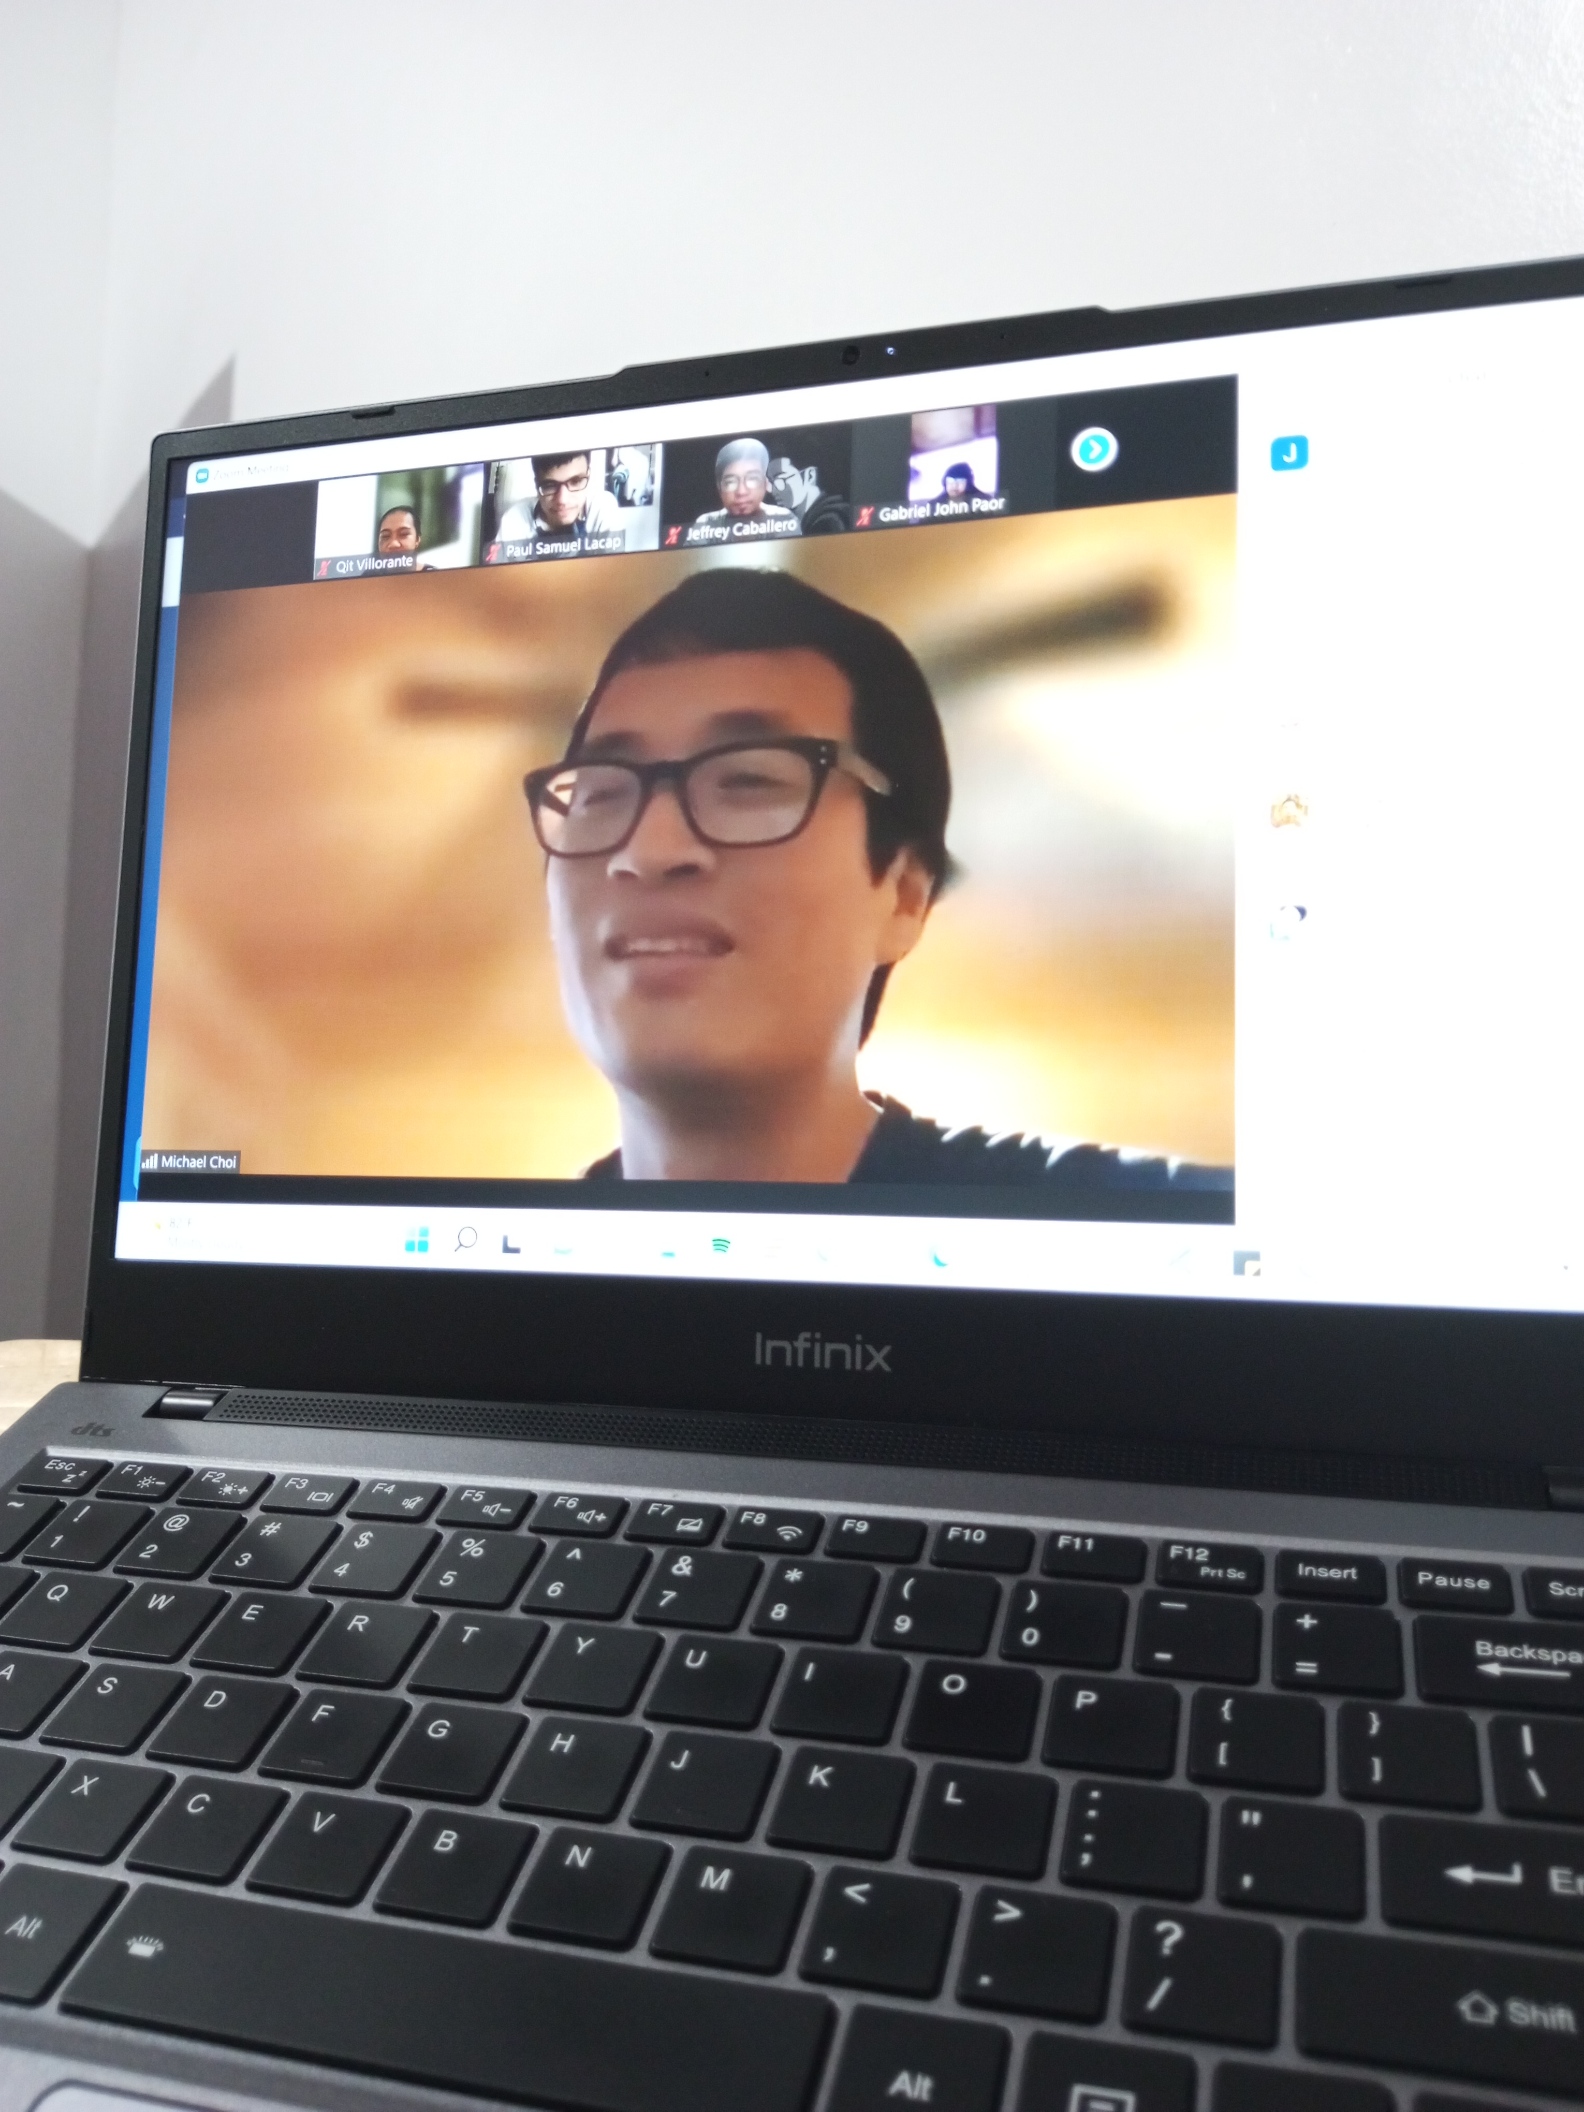 Zoom Meeting
Qit Villorante
Paul Samuel Lacap
Jeffrey Caballero
Gabriel John Paor
J
Michael Choi
Infinix
dts
Esc F1 F2 F3 F4 F5 F6 F7 F8 F9 F10 F11 F12 Prt Sc Insert Pause Scr
~ ! 1 @ 2 # 3 $ 4 % 5 ^ 6 & 7 * 8 ( 9 ) 0 — - + = Backspa
Q W E R T Y U I O P { [ } ] | \
A S D F G H J K L : ; " ' En
X C V B N M < , > . ? / Shift
Alt Alt